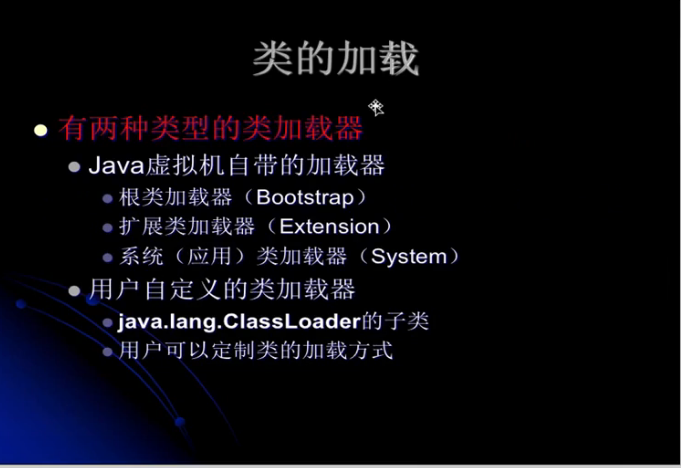 类的加载
有两种类型的类加载器
Java虚拟机自带的加载器
根类加载器（Bootstrap）
扩展类加载器（Extension）
系统（应用）类加载器（System）
用户自定义的类加载器
java.lang.ClassLoader的子类
用户可以定制类的加载方式